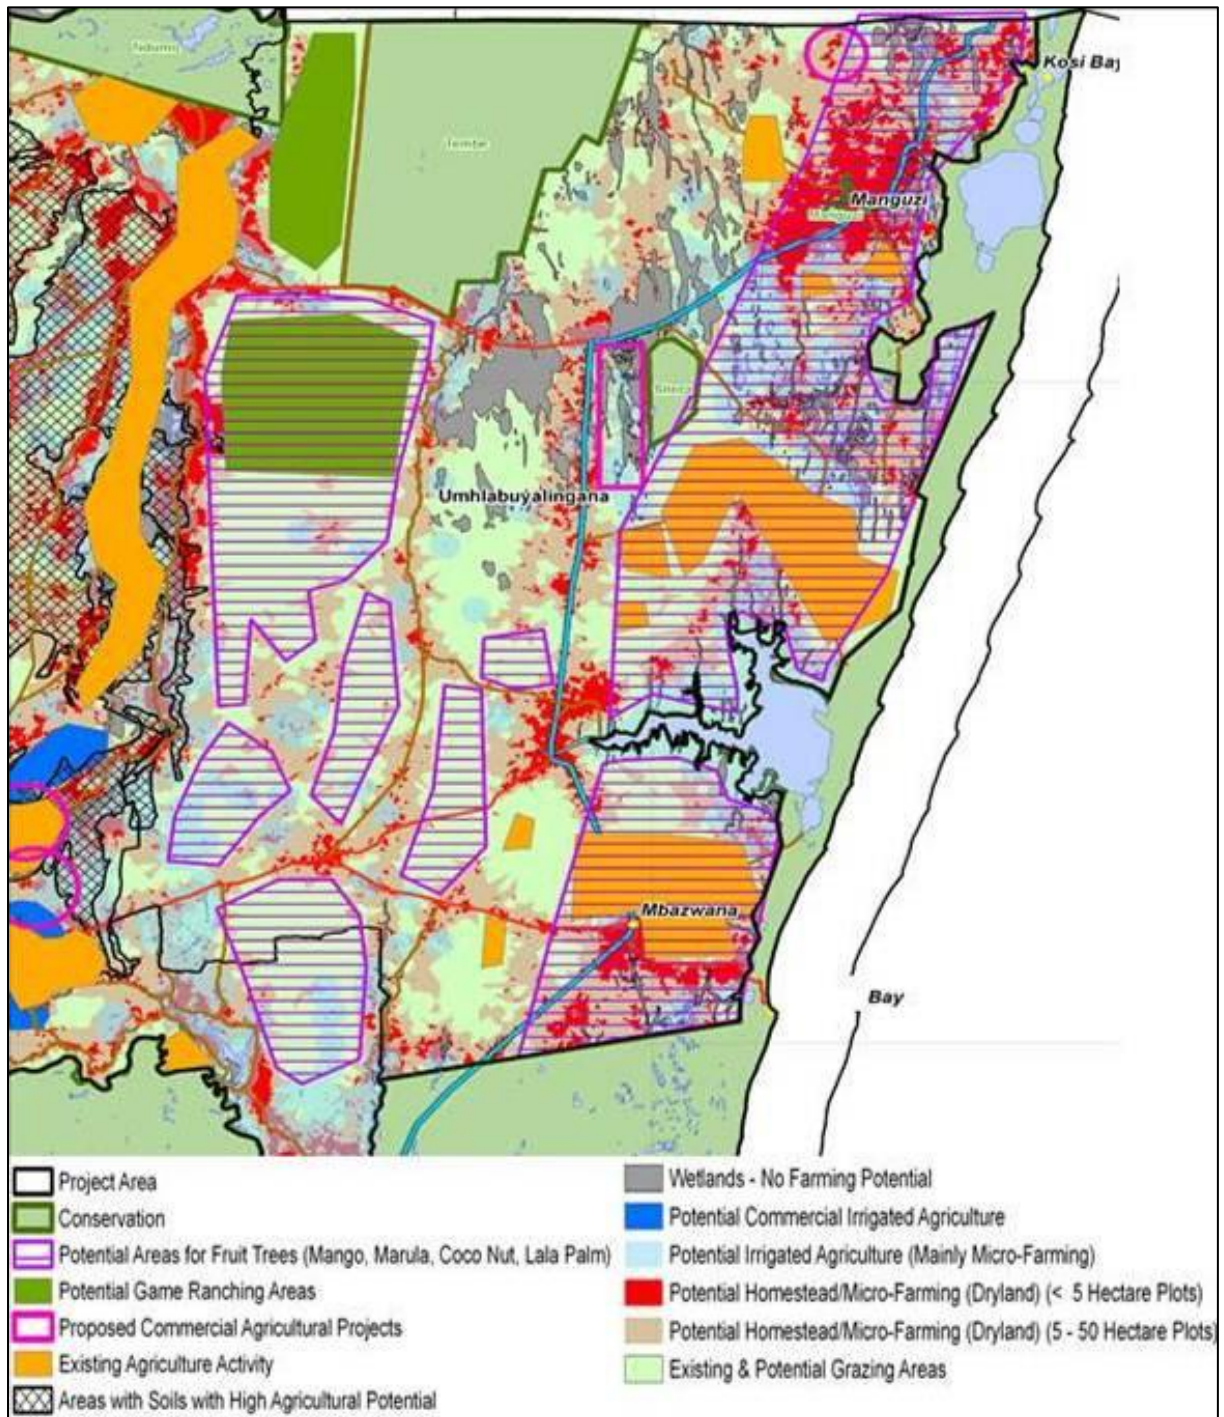 Ndumo
Kosi Bay
Tembe
Manguzi
Manguzi
Sileza
Umhlabuyalingana
Mbazwana
Bay
Project Area
Conservation
Potential Areas for Fruit Trees (Mango, Marula, Coco Nut, Lala Palm)
Potential Game Ranching Areas
Proposed Commercial Agricultural Projects
Existing Agriculture Activity
Areas with Soils with High Agricultural Potential
Wetlands - No Farming Potential
Potential Commercial Irrigated Agriculture
Potential Irrigated Agriculture (Mainly Micro-Farming)
Potential Homestead/Micro-Farming (Dryland) (< 5 Hectare Plots)
Potential Homestead/Micro-Farming (Dryland) (5 - 50 Hectare Plots)
Existing & Potential Grazing Areas